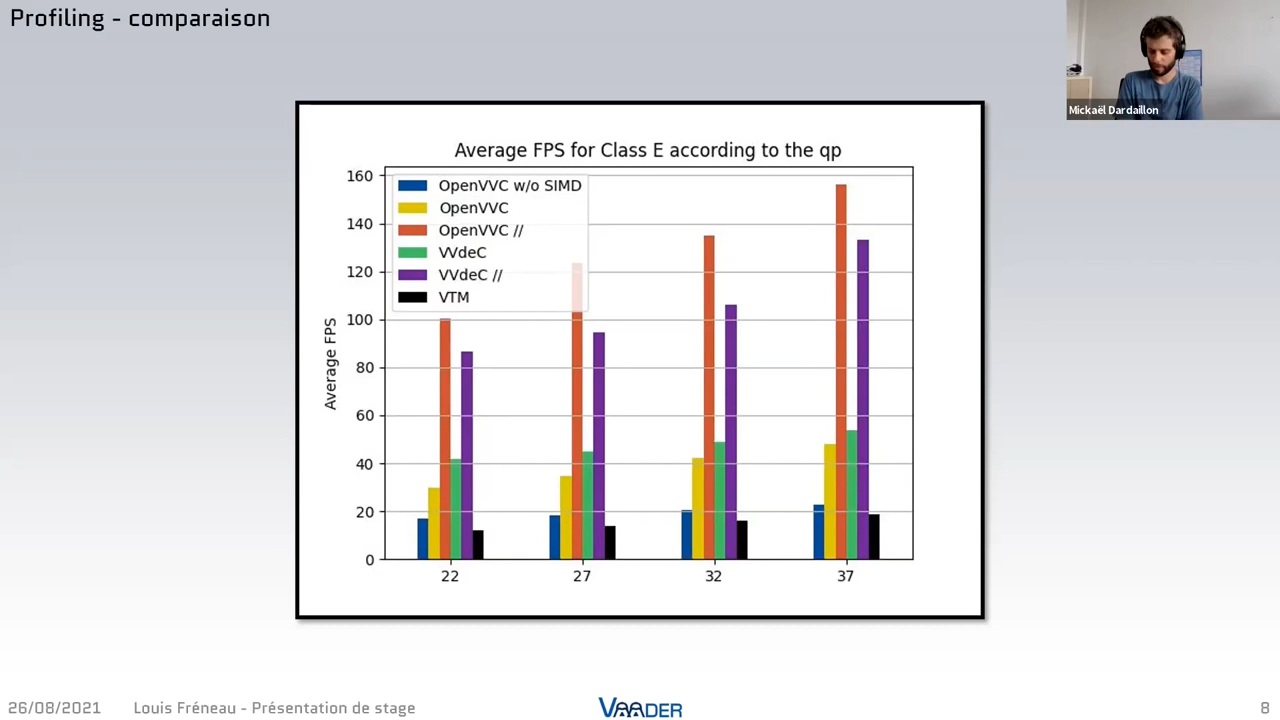 Profiling - comparaison
Mickaël Dardaillon
Average FPS for Class E according to the qp
160
140
120
100
80
60
40
20
0
Average FPS
OpenVVC w/o SIMD
OpenVVC
OpenVVC //
VVdeC
VVdeC //
VTM
22 27 32 37
26/08/2021 Louis Fréneau - Présentation de stage VAADER 8